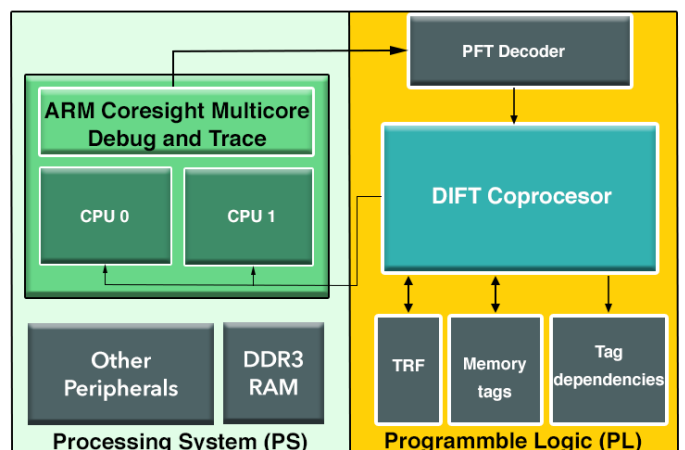 PFT Decoder
ARM Coresight Multicore
Debug and Trace
CPU 0
CPU 1
DIFT Coprocesor
Other
Peripherals
DDR3
RAM
TRF
Memory
tags
Tag
dependencies
Processing System (PS)
Programmble Logic (PL)